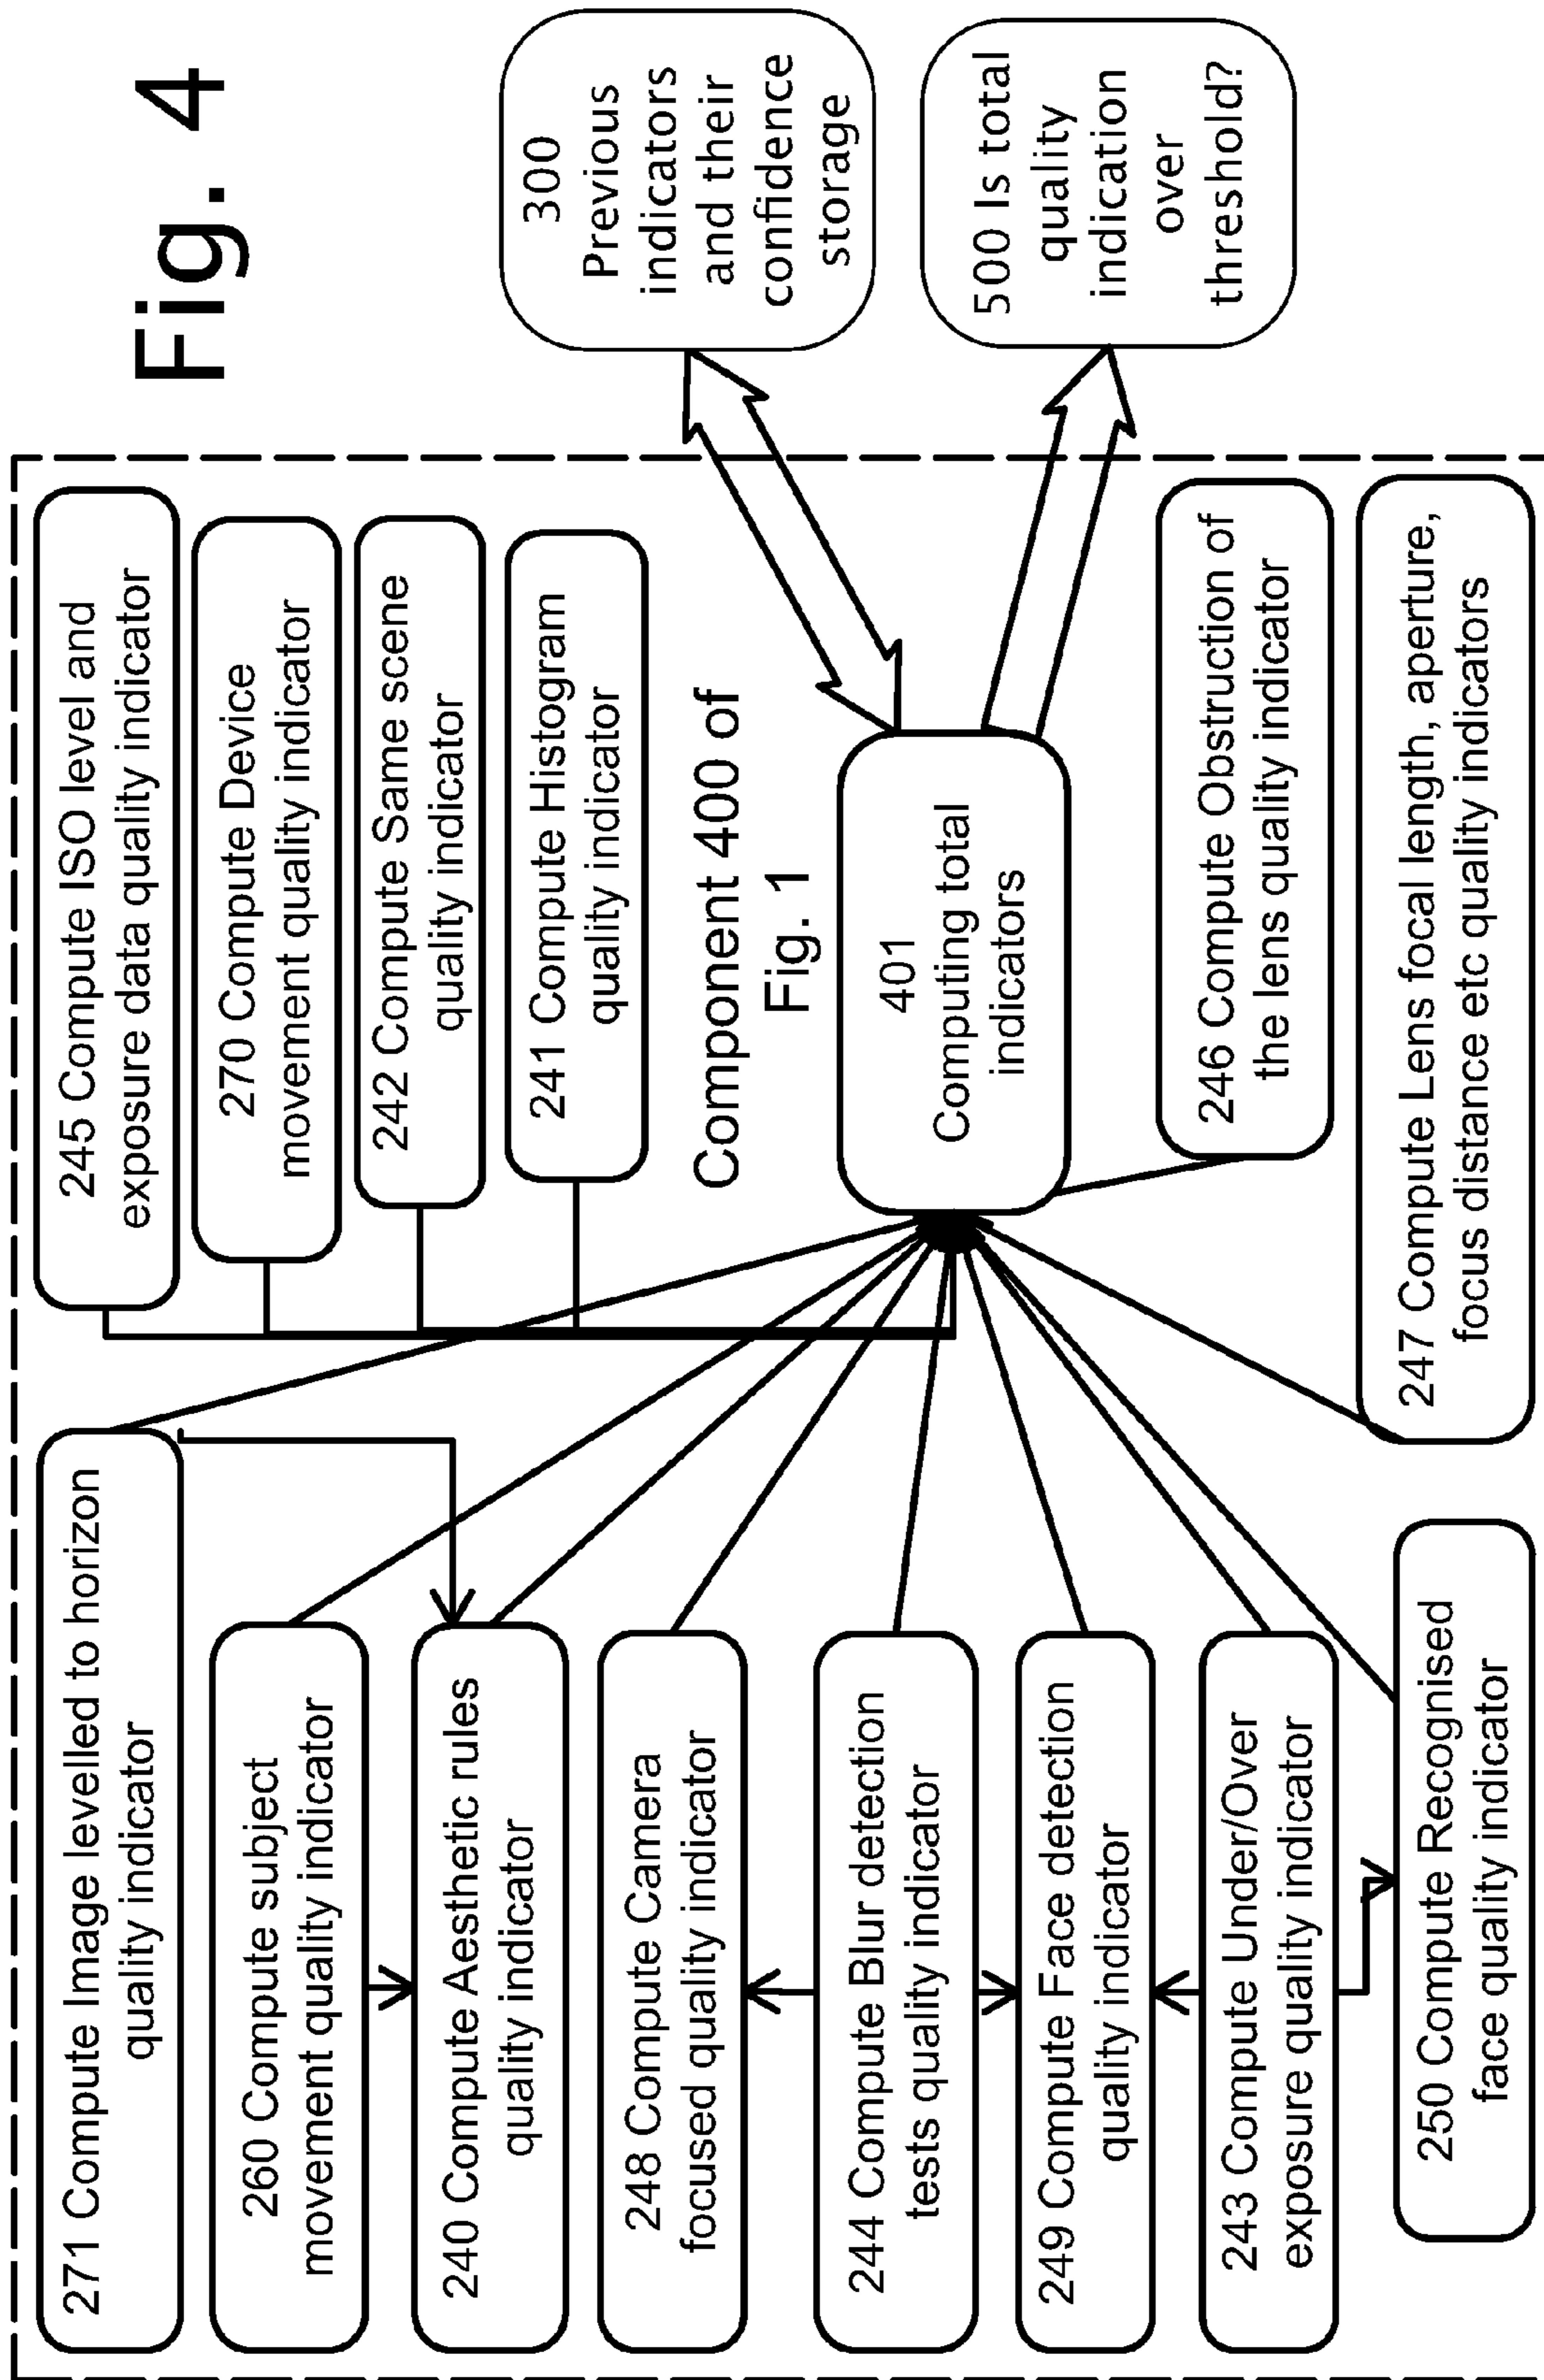 Fig. 4
271 Compute Image levelled to horizon
quality indicator
260 Compute subject
movement quality indicator
240 Compute Aesthetic rules
quality indicator
248 Compute Camera
focused quality indicator
244 Compute Blur detection
tests quality indicator
249 Compute Face detection
quality indicator
243 Compute Under/Over
exposure quality indicator
250 Compute Recognised
face quality indicator
245 Compute ISO level and
exposure data quality indicator
270 Compute Device
movement quality indicator
242 Compute Same scene
quality indicator
241 Compute Histogram
quality indicator
Component 400 of
Fig. 1
401
Computing total
indicators
246 Compute Obstruction of
the lens quality indicator
247 Compute Lens focal length, aperture,
focus distance etc quality indicators
300
Previous
indicators
and their
confidence
storage
500 Is total
quality
indication
over
threshold?